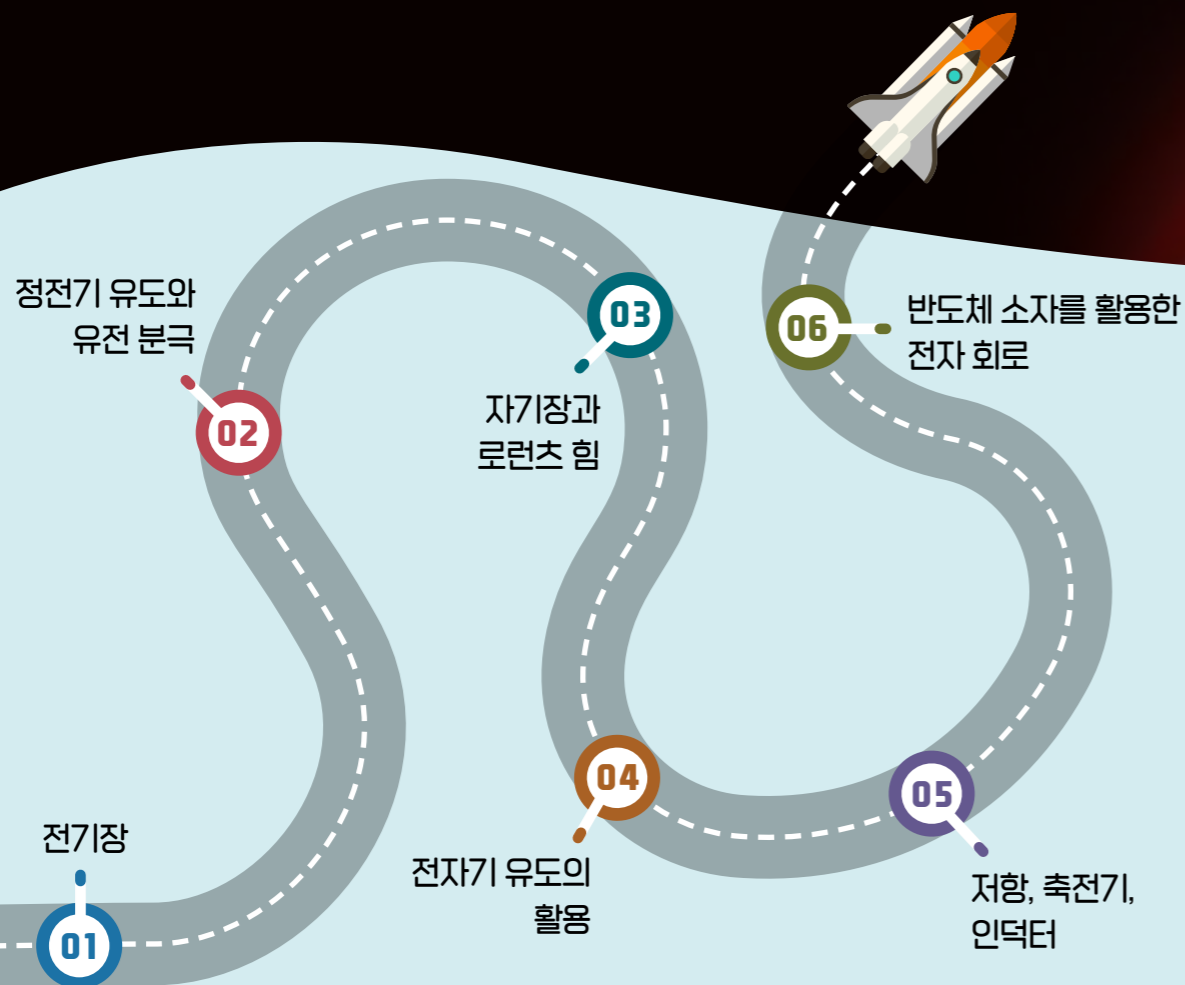 01
전기장
02
정전기 유도와
유전 분극
03
자기장과
로런츠 힘
04
전자기 유도의
활용
05
저항, 축전기,
인덕터
06
반도체 소자를 활용한
전자 회로